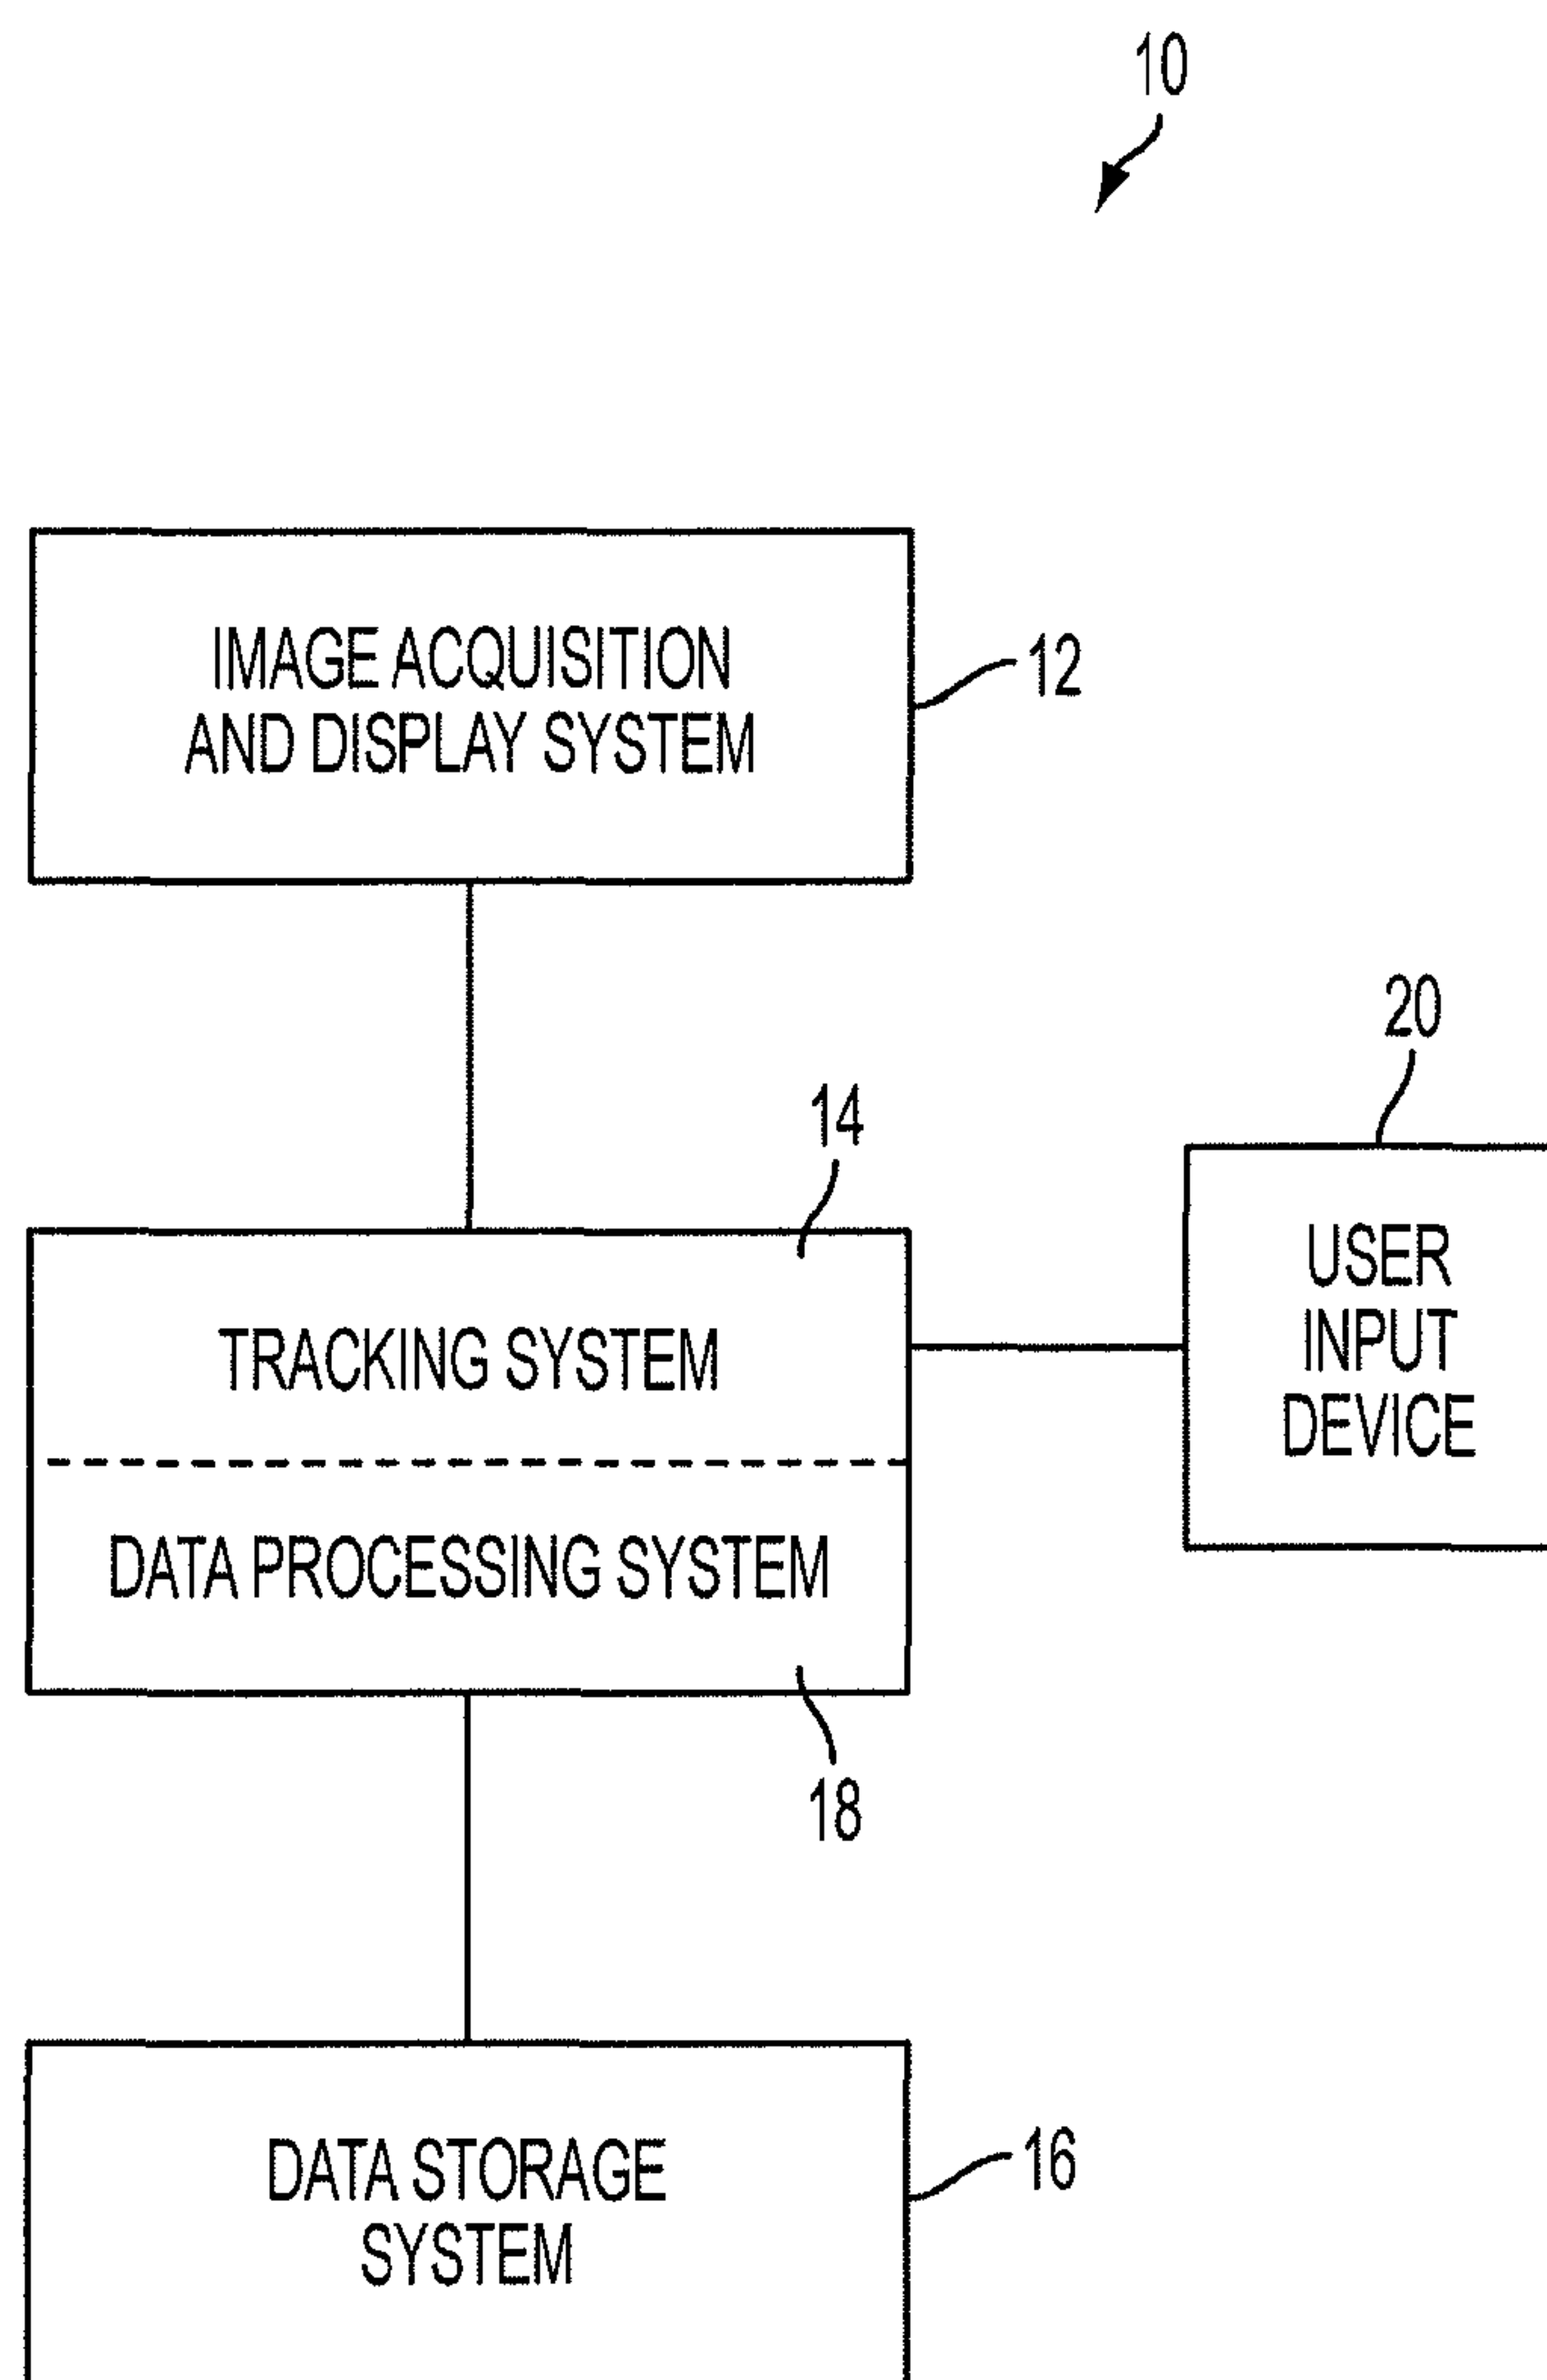 10
IMAGE ACQUISITION
AND DISPLAY SYSTEM
12
20
14
USER
INPUT
DEVICE
TRACKING SYSTEM
DATA PROCESSING SYSTEM
18
DATA STORAGE
SYSTEM
16